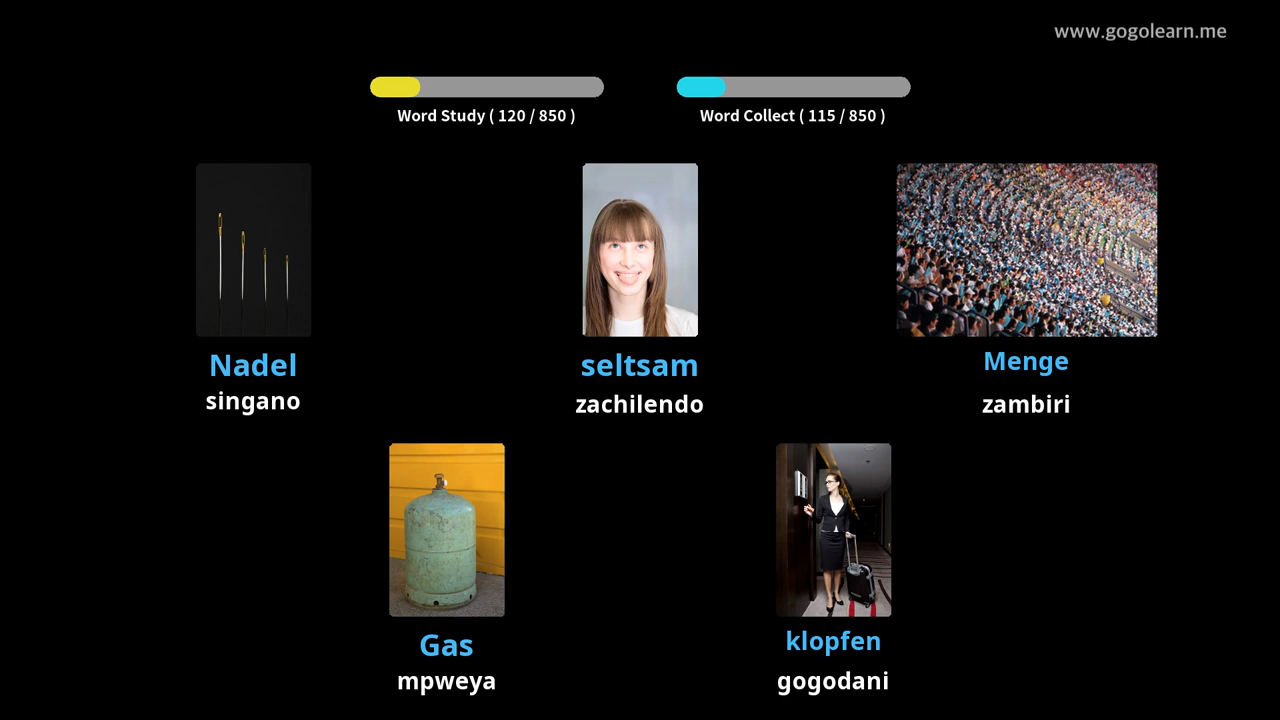 www.gogolearn.me
Word Study ( 120 / 850 )
Word Collect ( 115 / 850 )
Nadel
singano
seltsam
zachilendo
Menge
zambiri
Gas
mpweya
klopfen
gogodani